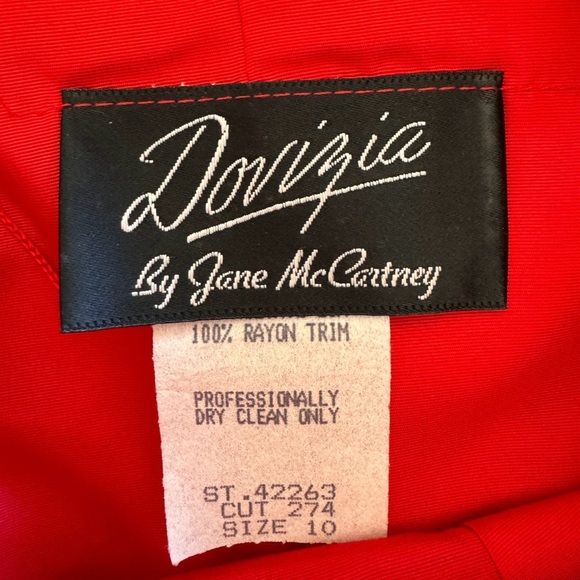 Dovizia
By Jane McCartney
100% RAYON TRIM
PROFESSIONALLY
DRY CLEAN ONLY
ST.42263
CUT 274
SIZE 10